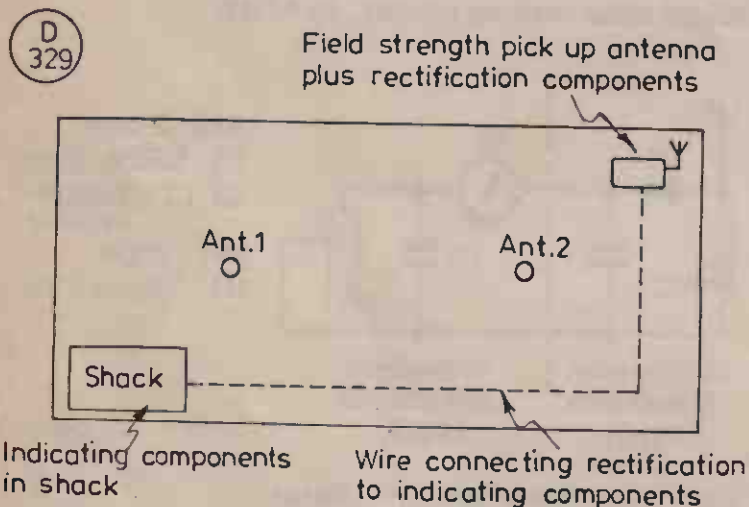 D
329
Field strength pick up antenna
plus rectification components
Ant.1
Ant.2
Shack
Indicating components
in shack
Wire connecting rectification
to indicating components